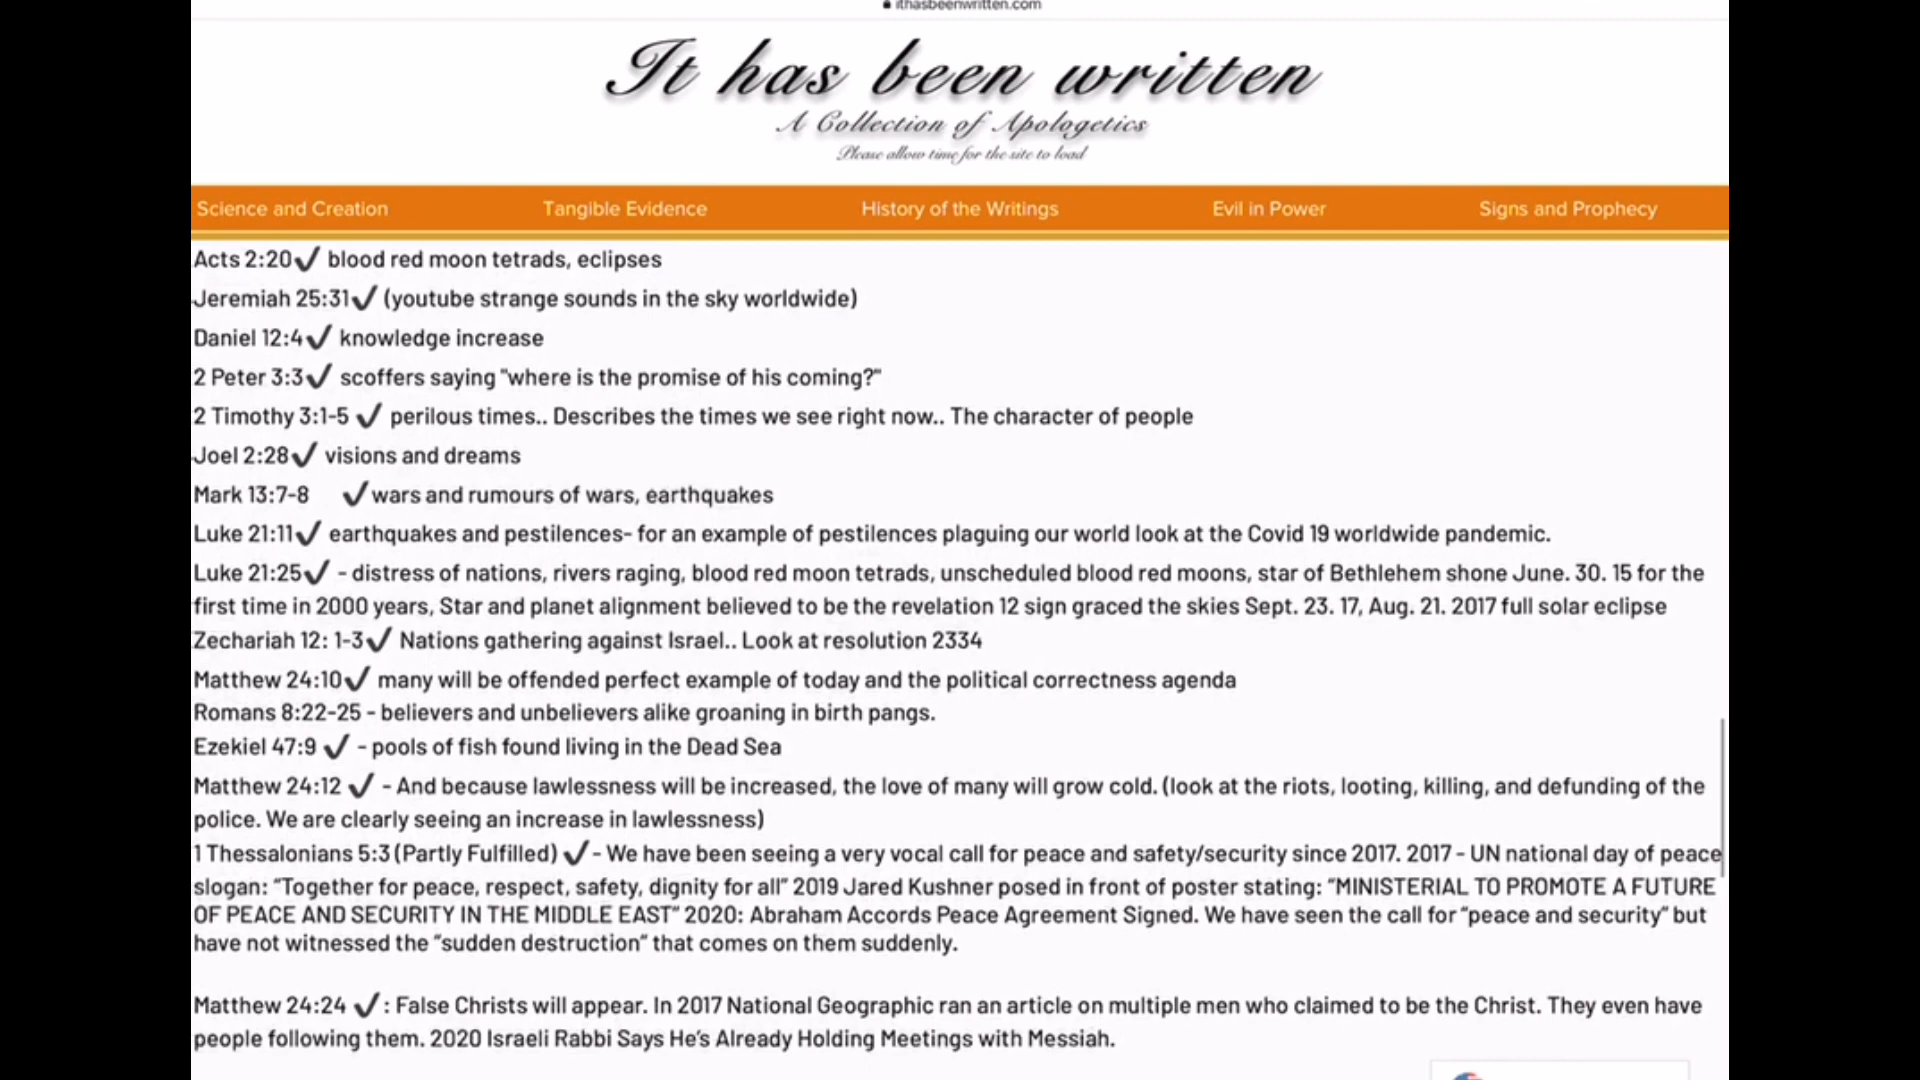 ithasbeenwritten.com
It has been written
A Collection of Apologetics
Please allow time for the site to load
Science and Creation
Tangible Evidence
History of the Writings
Evil in Power
Signs and Prophecy
Acts 2:20✔ blood red moon tetrads, eclipses
Jeremiah 25:31✔ (youtube strange sounds in the sky worldwide)
Daniel 12:4✔ knowledge increase
2 Peter 3:3✔ scoffers saying "where is the promise of his coming?"
2 Timothy 3:1-5 ✔ perilous times.. Describes the times we see right now.. The character of people
Joel 2:28✔ visions and dreams
Mark 13:7-8 ✔ wars and rumours of wars, earthquakes
Luke 21:11✔ earthquakes and pestilences- for an example of pestilences plaguing our world look at the Covid 19 worldwide pandemic.
Luke 21:25✔ - distress of nations, rivers raging, blood red moon tetrads, unscheduled blood red moons, star of Bethlehem shone June. 30. 15 for the
first time in 2000 years, Star and planet alignment believed to be the revelation 12 sign graced the skies Sept. 23. 17, Aug. 21. 2017 full solar eclipse
Zechariah 12: 1-3✔ Nations gathering against Israel.. Look at resolution 2334
Matthew 24:10✔ many will be offended perfect example of today and the political correctness agenda
Romans 8:22-25 - believers and unbelievers alike groaning in birth pangs.
Ezekiel 47:9 ✔ - pools of fish found living in the Dead Sea
Matthew 24:12 ✔ - And because lawlessness will be increased, the love of many will grow cold. (look at the riots, looting, killing, and defunding of the
police. We are clearly seeing an increase in lawlessness)
1 Thessalonians 5:3 (Partly Fulfilled) ✔ - We have been seeing a very vocal call for peace and safety/security since 2017. 2017 - UN national day of peace
slogan: “Together for peace, respect, safety, dignity for all” 2019 Jared Kushner posed in front of poster stating: “MINISTERIAL TO PROMOTE A FUTURE
OF PEACE AND SECURITY IN THE MIDDLE EAST” 2020: Abraham Accords Peace Agreement Signed. We have seen the call for “peace and security” but
have not witnessed the “sudden destruction” that comes on them suddenly.
Matthew 24:24 ✔ : False Christs will appear. In 2017 National Geographic ran an article on multiple men who claimed to be the Christ. They even have
people following them. 2020 Israeli Rabbi Says He’s Already Holding Meetings with Messiah.